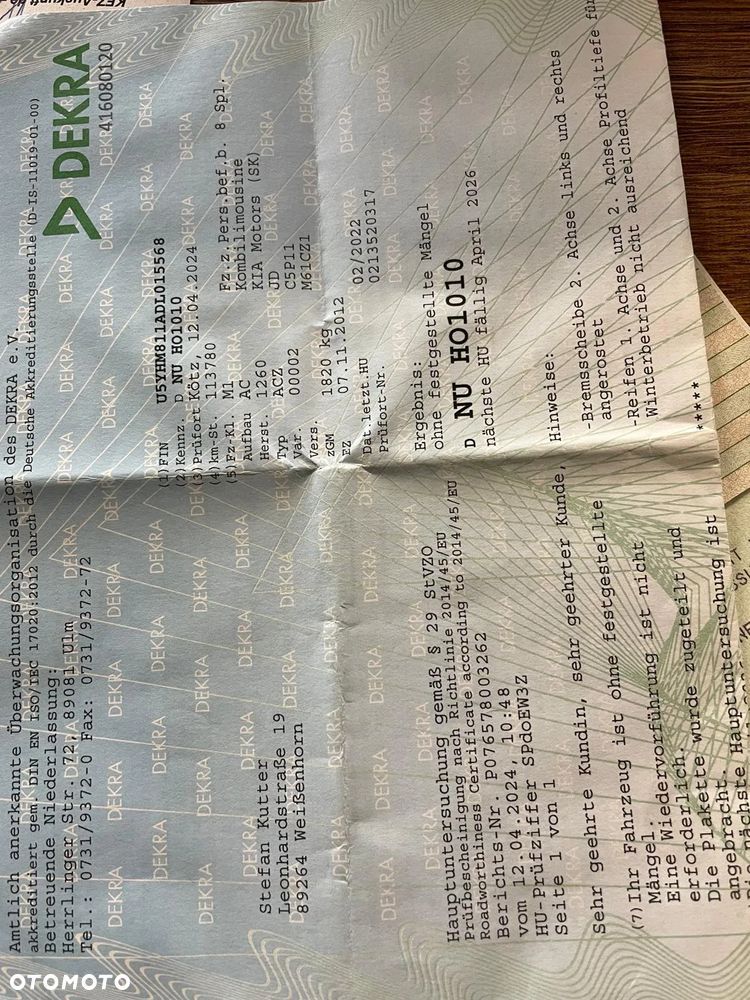 KFZ-Auskunft
Amtlich anerkannte Überwachungsorganisation des DEKRA e.V.
akkreditiert gem. DIN EN ISO/IEC 17020:2012 durch die Deutsche Akkreditierungsstelle (D-IS-11019-01-00)
Betreuende Niederlassung:
Herrlinger Str.72, 89081 Ulm
Tel.: 0731/9372-0 Fax: 0731/9372-72
DEKRA
416080120
Stefan Kutter
Leonhardstraße 19
89264 Weißenhorn
(1)FIN U5YHM811ADL015568
(2)Kennz. D NU HO1010
(3)Prüfort Kötz, 12.04.2024
(4)km-st. 113780
(5)Fz-Kl. M1 Fz.z.Pers.bef.b. 8 Spl.
Aufbau AC Kombilimousine
Herst. 1260 KIA Motors (SK)
Typ ACZ JD
Var. 00002 C5P11
Vers. M61CZ1
zGM 1820 kg
EZ 07.11.2012
Dat.letzt.HU 02/2022
Prüfort-Nr. 0213520317
Hauptuntersuchung gemäß § 29 StVZO
Prüfbescheinigung nach Richtlinie 2014/45/EU
Roadworthiness Certificate according to 2014/45/EU
Berichts-Nr. P076578003262
vom 12.04.2024, 10:48
HU-Prüfziffer SPdoEW3Z
Seite 1 von 1
Ergebnis:
ohne festgestellte Mängel
D NU HO1010
nächste HU fällig April 2026
Sehr geehrte Kundin, sehr geehrter Kunde,
(7)Ihr Fahrzeug ist ohne festgestellte
Mängel.
Eine Wiedervorführung ist nicht
erforderlich.
Die Plakette wurde zugeteilt und
angebracht.
nächste Hauptuntersuchung ist
Hinweise:
-Bremsscheibe 2. Achse links und rechts
angerostet
-Reifen 1. Achse und 2. Achse Profiltiefe für
Winterbetrieb nicht ausreichend
*****
OTOMOTO